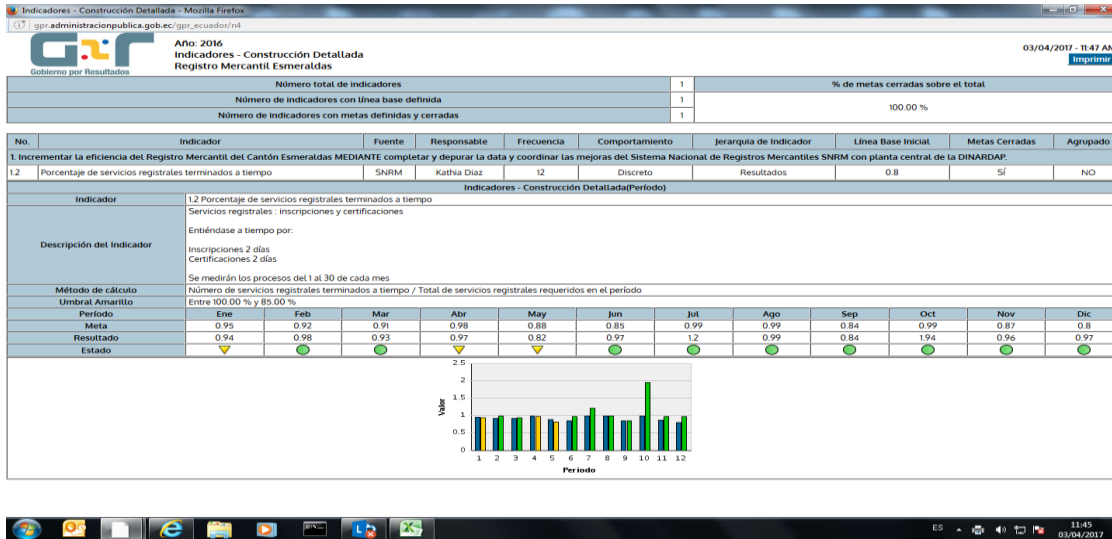 Indicadores - Construcción Detallada - Mozilla Firefox
gpr.administracionpublica.gob.ec/gpr_ecuador/n4
Gobierno por Resultados
Año: 2016
Indicadores - Construcción Detallada
Registro Mercantil Esmeraldas
03/04/2017 - 11:47 AM
Imprimir
Número total de indicadores 1 % de metas cerradas sobre el total
Número de indicadores con línea base definida 1 100.00 %
Número de indicadores con metas definidas y cerradas 1
No. Indicador Fuente Responsable Frecuencia Comportamiento Jerarquia de Indicador Línea Base Inicial Metas Cerradas Agrupado
1. Incrementar la eficiencia del Registro Mercantil del Cantón Esmeraldas MEDIANTE completar y depurar la data y coordinar las mejoras del Sistema Nacional de Registros Mercantiles SNRM con planta central de la DINARDAP.
1.2 Porcentaje de servicios registrales terminados a tiempo SNRM Kathia Diaz 12 Discreto Resultados 0.8 SÍ NO
Indicadores - Construcción Detallada(Período)
Indicador 1.2 Porcentaje de servicios registrales terminados a tiempo
Descripción del Indicador
Servicios registrales : inscripciones y certificaciones
Entiéndase a tiempo por:
Inscripciones 2 días
Certificaciones 2 días
Se medirán los procesos del 1 al 30 de cada mes
Método de cálculo Número de servicios registrales terminados a tiempo / Total de servicios registrales requeridos en el período
Umbral Amarillo Entre 100.00 % y 85.00 %
Período Ene Feb Mar Abr May Jun Jul Ago Sep Oct Nov Dic
Meta 0.95 0.92 0.91 0.98 0.88 0.85 0.99 0.99 0.84 0.99 0.87 0.8
Resultado 0.94 0.98 0.93 0.97 0.82 0.97 1.2 0.99 0.84 1.94 0.96 0.97
Estado
2.5
2
1.5
1
0.5
0
Valor
1 2 3 4 5 6 7 8 9 10 11 12
Periodo
ES
11:45
03/04/2017